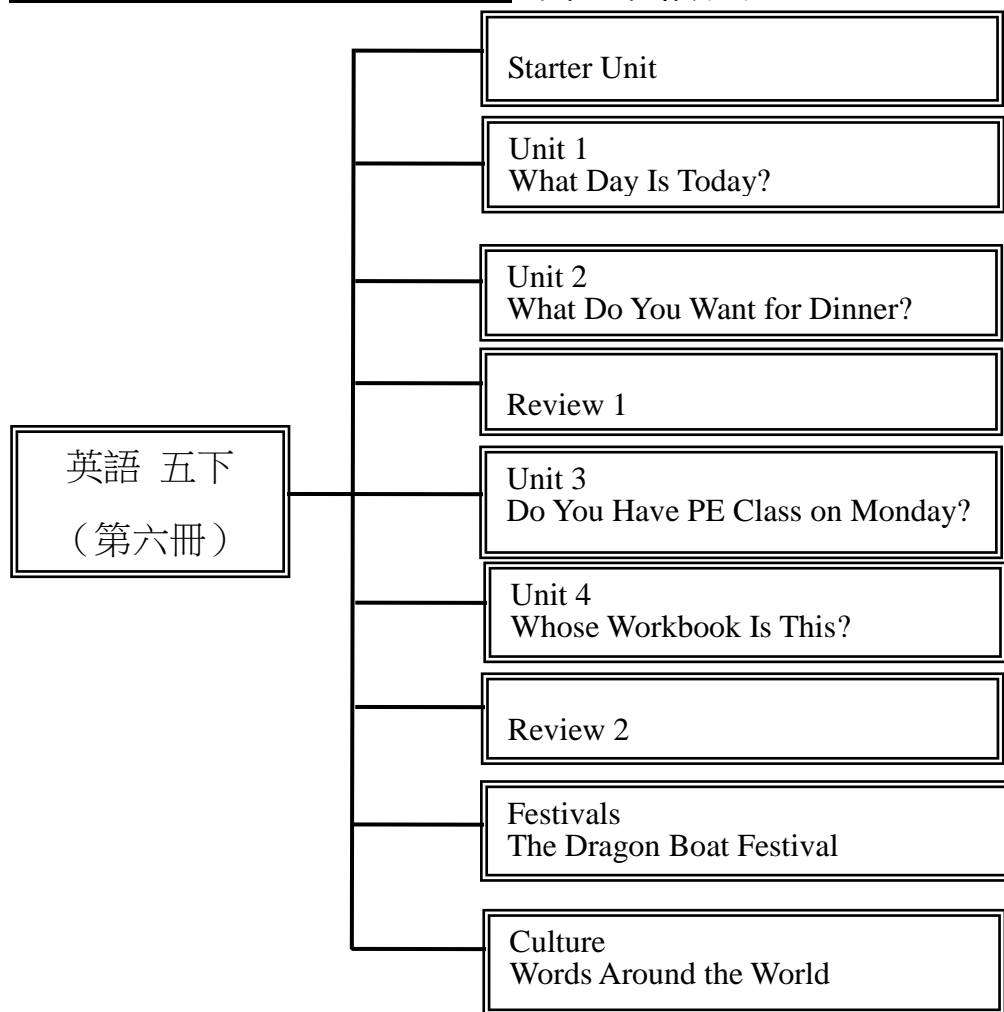 Starter Unit
Unit 1
What Day Is Today?
Unit 2
What Do You Want for Dinner?
Review 1
英語 五下
（第六冊）
Unit 3
Do You Have PE Class on Monday?
Unit 4
Whose Workbook Is This?
Review 2
Festivals
The Dragon Boat Festival
Culture
Words Around the World